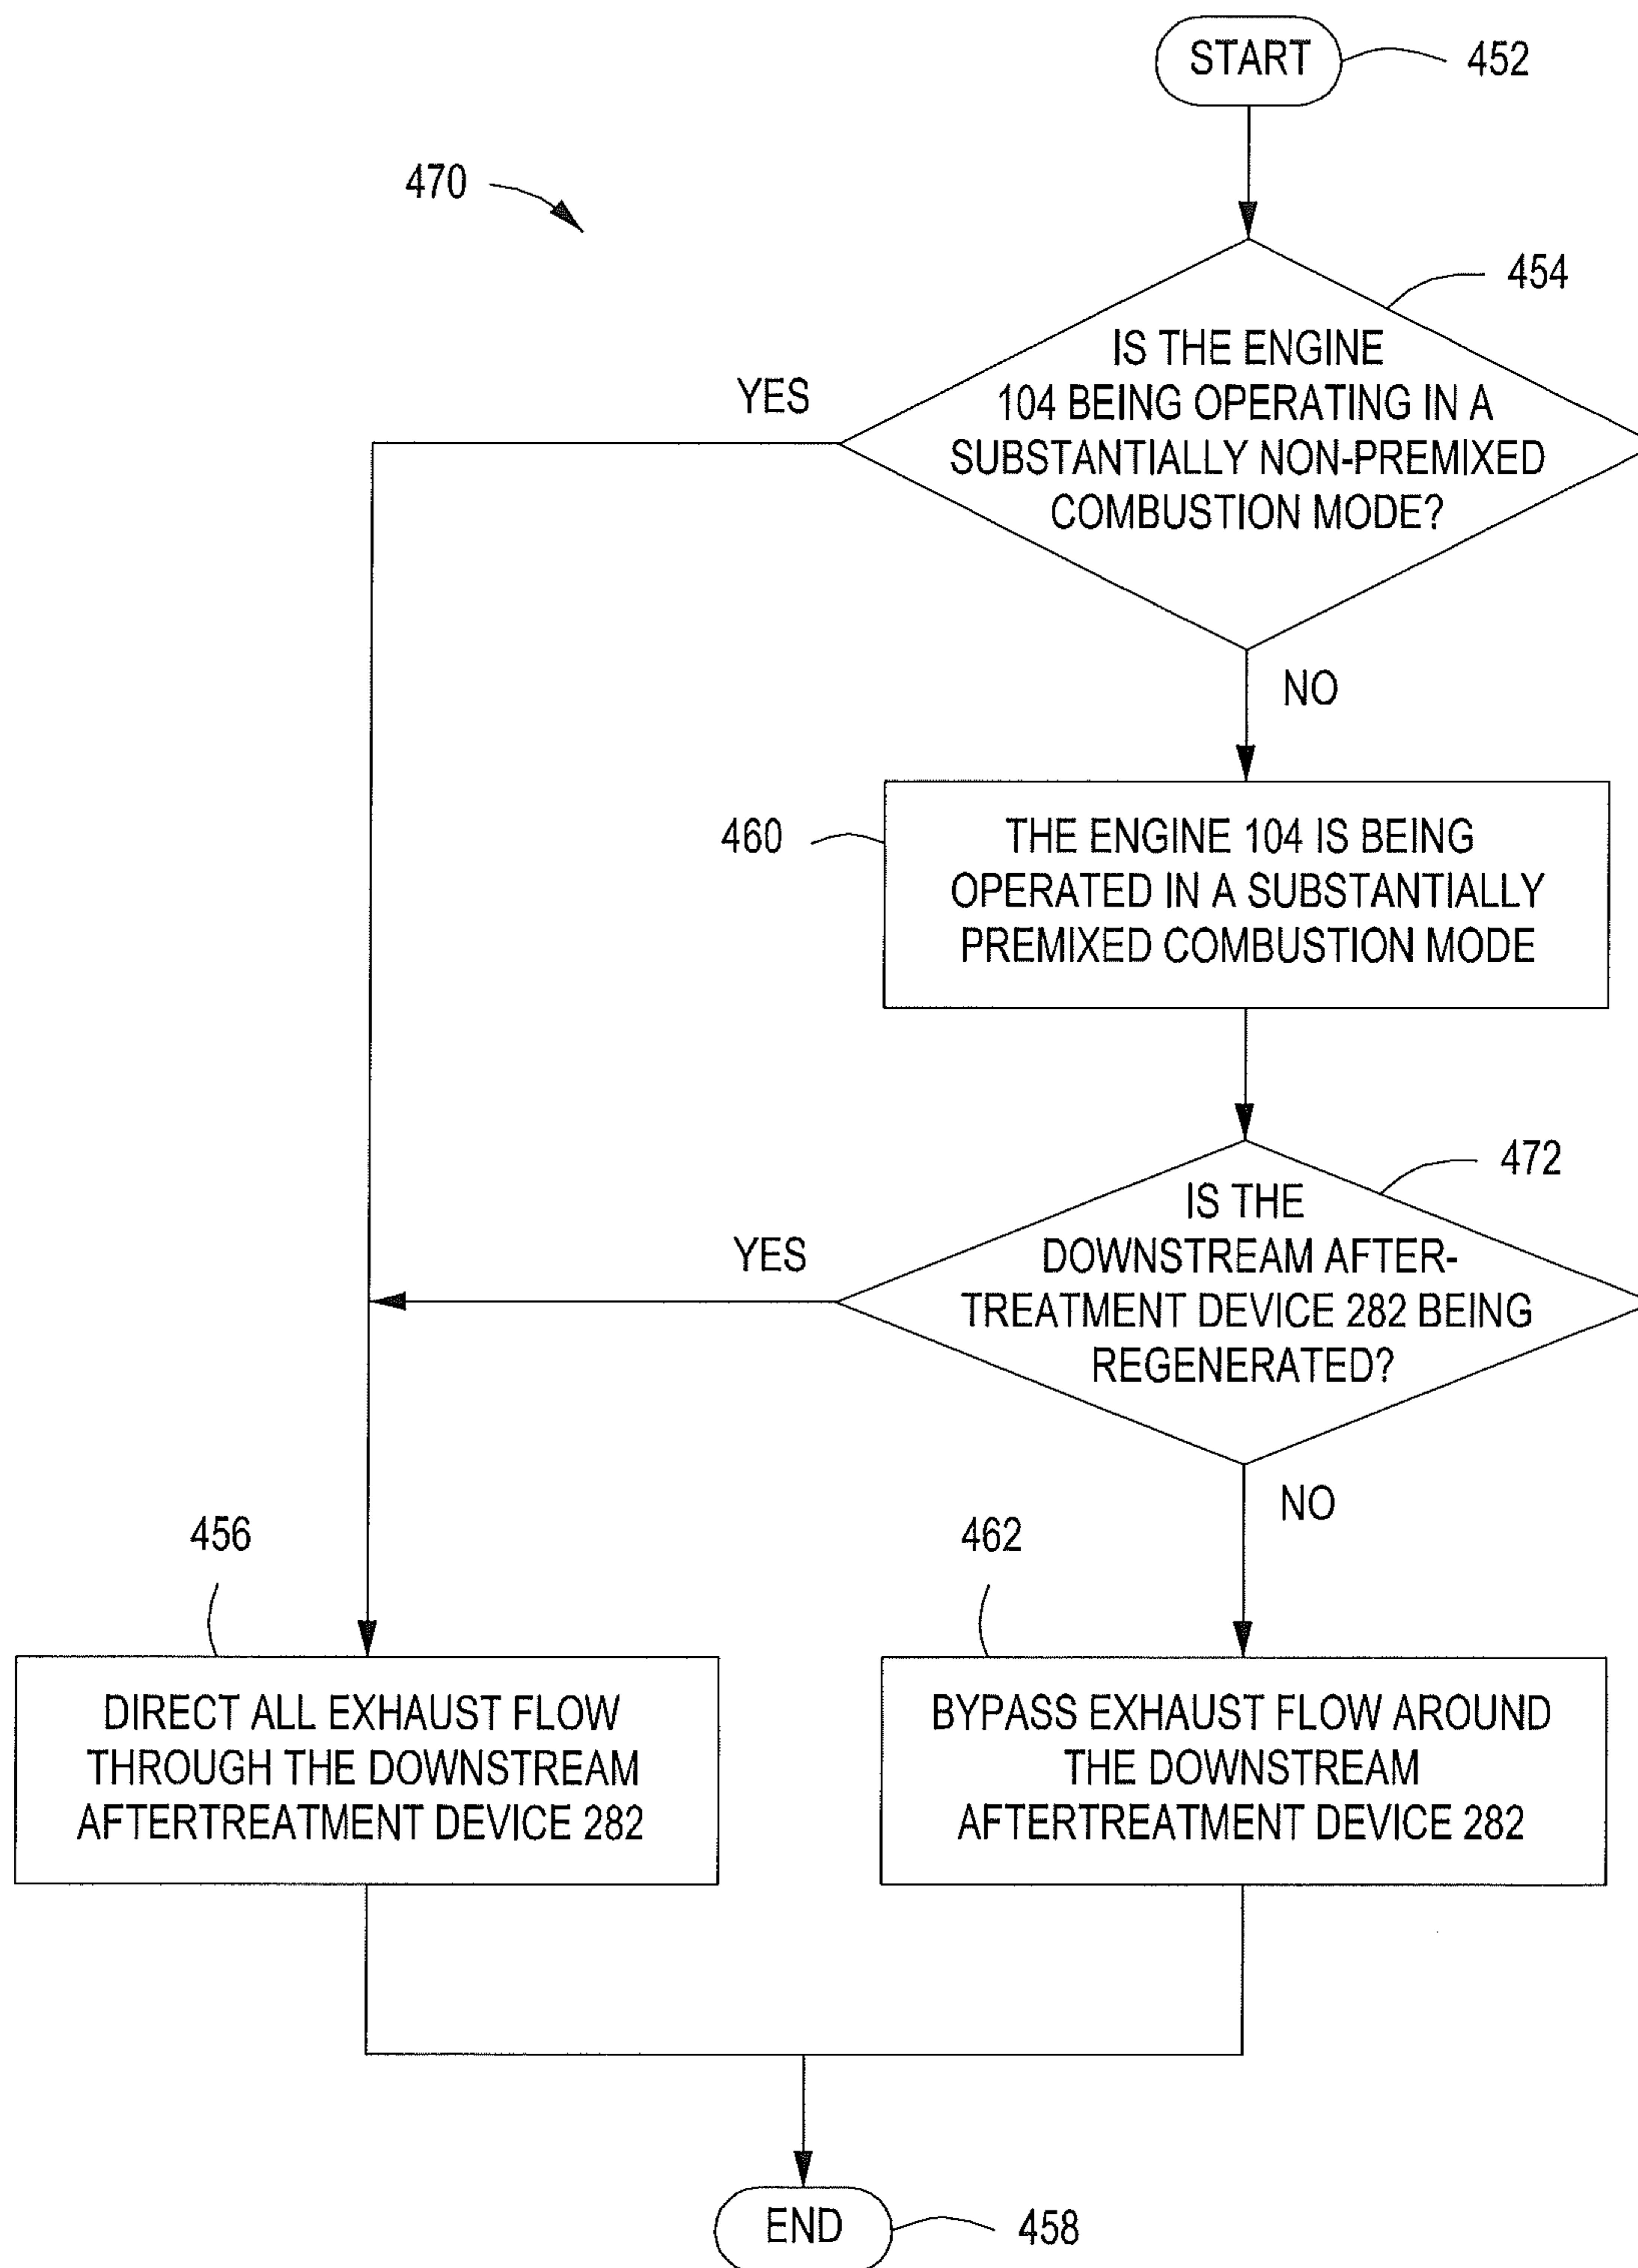 START
452
470
454
IS THE ENGINE
104 BEING OPERATING IN A
SUBSTANTIALLY NON-PREMIXED
COMBUSTION MODE?
YES
NO
460
THE ENGINE 104 IS BEING
OPERATED IN A SUBSTANTIALLY
PREMIXED COMBUSTION MODE
472
IS THE
DOWNSTREAM AFTER-
TREATMENT DEVICE 282 BEING
REGENERATED?
YES
NO
456
462
DIRECT ALL EXHAUST FLOW
THROUGH THE DOWNSTREAM
AFTERTREATMENT DEVICE 282
BYPASS EXHAUST FLOW AROUND
THE DOWNSTREAM
AFTERTREATMENT DEVICE 282
END
458